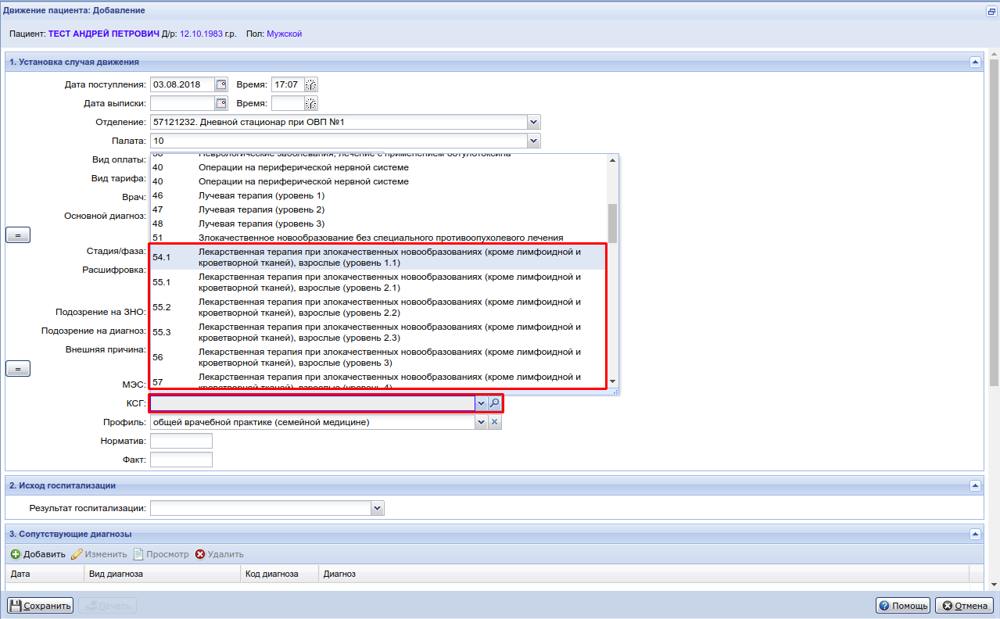 Движение пациента: Добавление
Пациент: ТЕСТ АНДРЕЙ ПЕТРОВИЧ Д/р: 12.10.1983 г.р. Пол: Мужской
1. Установка случая движения
Дата поступления: 03.08.2018 Время: 17:07
Дата выписки: Время:
Отделение: 57121232. Дневной стационар при ОВП №1
Палата: 10
Вид оплаты:
Вид тарифа:
Врач:
Основной диагноз:
=
Стадия/фаза:
Расшифровка:
Подозрение на ЗНО:
Подозрение на диагноз:
Внешняя причина:
=
МЭС:
Неврологические заболевания, лечение с применением ботулотоксина
40 Операции на периферической нервной системе
40 Операции на периферической нервной системе
46 Лучевая терапия (уровень 1)
47 Лучевая терапия (уровень 2)
48 Лучевая терапия (уровень 3)
51 Злокачественное новообразование без специального противоопухолевого лечения
54.1 Лекарственная терапия при злокачественных новообразованиях (кроме лимфоидной и
кроветворной тканей), взрослые (уровень 1.1)
55.1 Лекарственная терапия при злокачественных новообразованиях (кроме лимфоидной и
кроветворной тканей), взрослые (уровень 2.1)
55.2 Лекарственная терапия при злокачественных новообразованиях (кроме лимфоидной и
кроветворной тканей), взрослые (уровень 2.2)
55.3 Лекарственная терапия при злокачественных новообразованиях (кроме лимфоидной и
кроветворной тканей), взрослые (уровень 2.3)
56 Лекарственная терапия при злокачественных новообразованиях (кроме лимфоидной и
кроветворной тканей), взрослые (уровень 3)
57 Лекарственная терапия при злокачественных новообразованиях (кроме лимфоидной и
кроветворной тканей), взрослые (уровень 4)
КСГ:
Профиль: общей врачебной практике (семейной медицине)
Норматив:
Факт:
2. Исход госпитализации
Результат госпитализации:
3. Сопутствующие диагнозы
Добавить Изменить Просмотр Удалить
Дата Вид диагноза Код диагноза Диагноз
Сохранить Печать Помощь Отмена